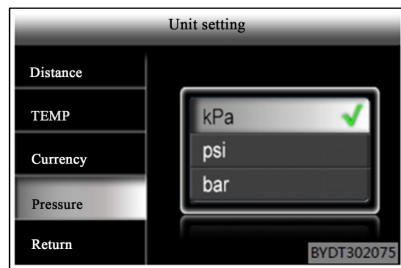 Unit setting
Distance
TEMP
Currency
Pressure
Return
kPa
psi
bar
BYDT302075